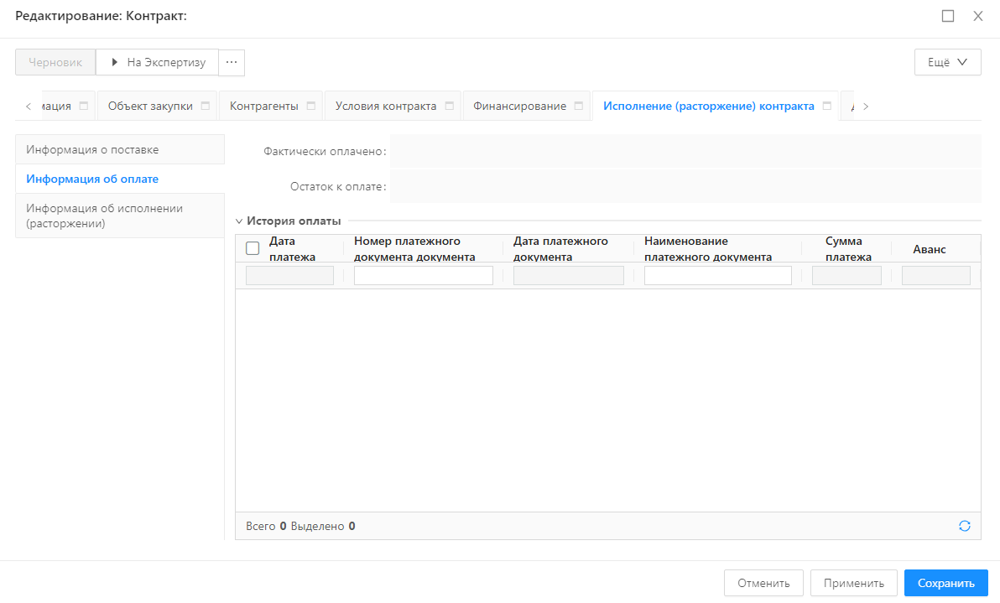 Редактирование: Контракт:
Черновик На Экспертизу ... Ещё
мация Объект закупки Контрагенты Условия контракта Финансирование Исполнение (расторжение) контракта
Информация о поставке
Информация об оплате
Информация об исполнении
(расторжении)
Фактически оплачено:
Остаток к оплате:
История оплаты
Дата Номер платежного Дата платежного Наименование Сумма Аванс
платежа документа документа документа платежного документа платежа
Всего 0 Выделено 0
Отменить Применить Сохранить